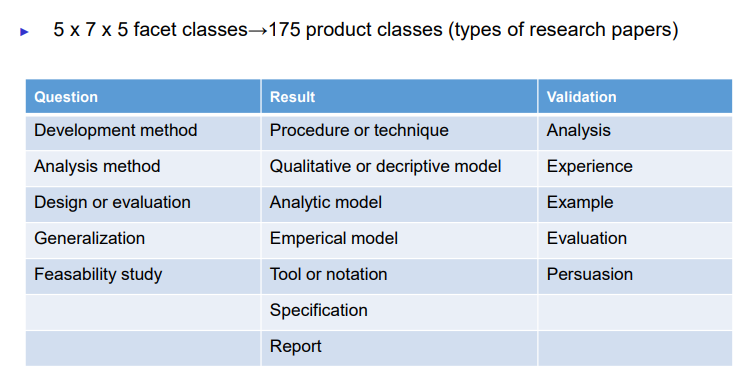 ► 5 x 7 x 5 facet classes→175 product classes (types of research papers)
Question Result Validation
Development method Procedure or technique Analysis
Analysis method Qualitative or decriptive model Experience
Design or evaluation Analytic model Example
Generalization Emperical model Evaluation
Feasability study Tool or notation Persuasion
Specification
Report